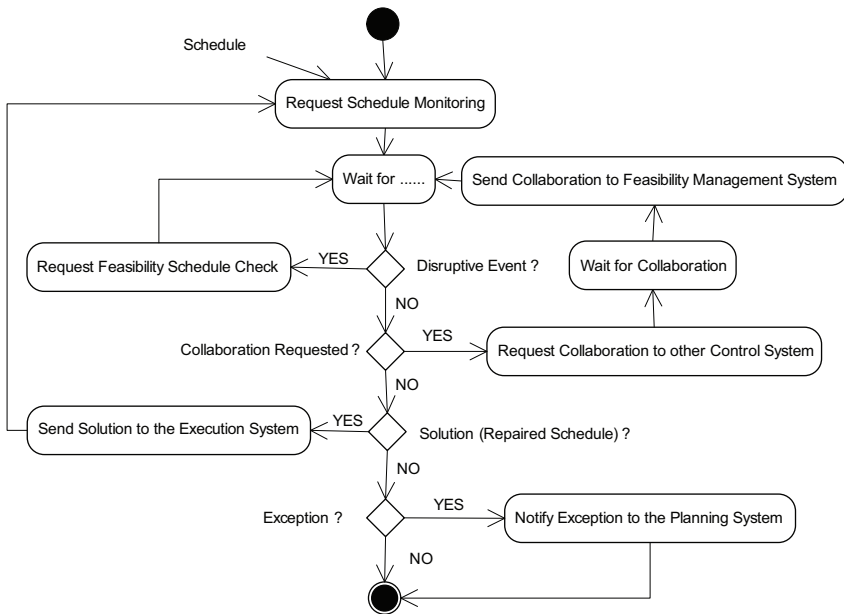 Schedule
Request Schedule Monitoring
Wait for ......
Send Collaboration to Feasibility Management System
Request Feasibility Schedule Check
YES
Disruptive Event ?
Wait for Collaboration
NO
Collaboration Requested ?
YES
Request Collaboration to other Control System
NO
Send Solution to the Execution System
YES
Solution (Repaired Schedule) ?
NO
Exception ?
YES
Notify Exception to the Planning System
NO